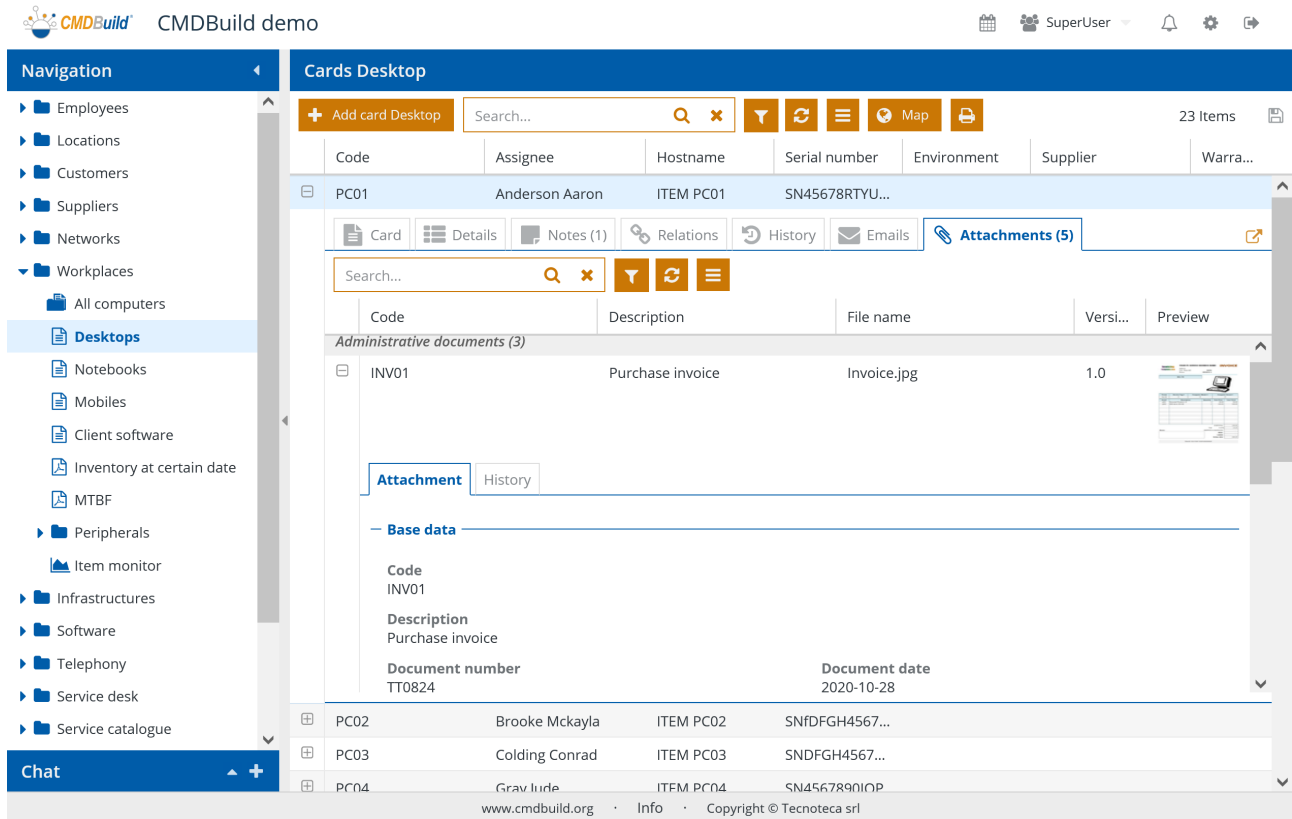 CMDBuild CMDBuild demo SuperUser
Navigation
Employees
Locations
Customers
Suppliers
Networks
Workplaces
All computers
Desktops
Notebooks
Mobiles
Client software
Inventory at certain date
MTBF
Peripherals
Item monitor
Infrastructures
Software
Telephony
Service desk
Service catalogue
Chat
Cards Desktop
Add card Desktop Search... Map 23 Items
Code Assignee Hostname Serial number Environment Supplier Warra...
PC01 Anderson Aaron ITEM PC01 SN45678RTYU...
Card Details Notes (1) Relations History Emails Attachments (5)
Search...
Code Description File name Versi... Preview
Administrative documents (3)
INV01 Purchase invoice Invoice.jpg 1.0
Attachment History
Base data
Code
INV01
Description
Purchase invoice
Document number Document date
TT0824 2020-10-28
PC02 Brooke Mckayla ITEM PC02 SNfDFGH4567...
PC03 Colding Conrad ITEM PC03 SNDFGH4567...
PC04 Gray Jude ITEM PC04 SN4567890IOP
www.cmdbuild.org · Info · Copyright © Tecnoteca srl